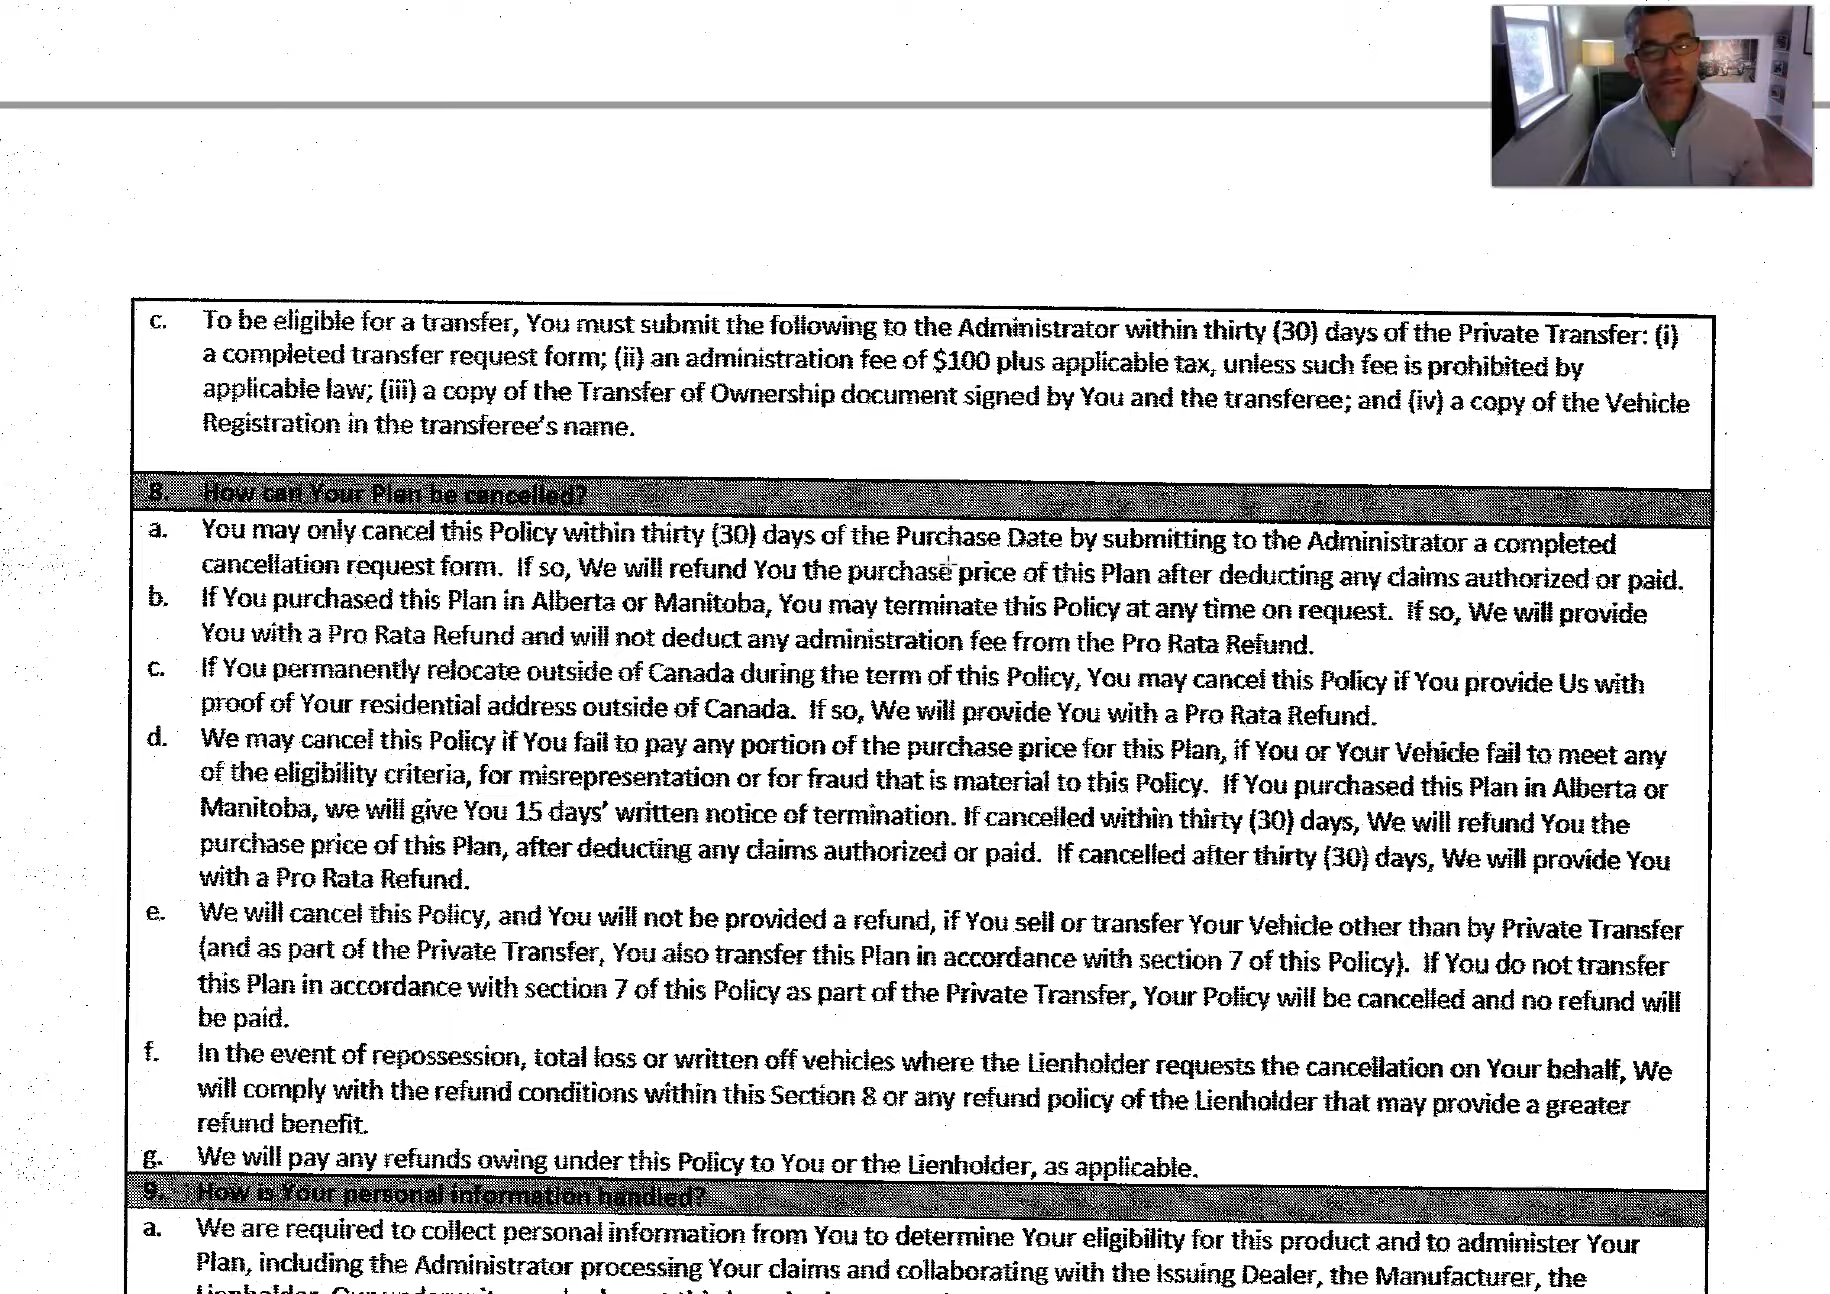 c. To be eligible for a transfer, You must submit the following to the Administrator within thirty (30) days of the Private Transfer: (i)
a completed transfer request form; (ii) an administration fee of $100 plus applicable tax, unless such fee is prohibited by
applicable law; (iii) a copy of the Transfer of Ownership document signed by You and the transferee; and (iv) a copy of the Vehicle
Registration in the transferee's name.
8. How can Your Plan be cancelled?
a. You may only cancel this Policy within thirty (30) days of the Purchase Date by submitting to the Administrator a completed
cancellation request form. If so, We will refund You the purchase price of this Plan after deducting any claims authorized or paid.
b. If You purchased this Plan in Alberta or Manitoba, You may terminate this Policy at any time on request. If so, We will provide
You with a Pro Rata Refund and will not deduct any administration fee from the Pro Rata Refund.
c. If You permanently relocate outside of Canada during the term of this Policy, You may cancel this Policy if You provide Us with
proof of Your residential address outside of Canada. If so, We will provide You with a Pro Rata Refund.
d. We may cancel this Policy if You fail to pay any portion of the purchase price for this Plan, if You or Your Vehicle fail to meet any
of the eligibility criteria, for misrepresentation or for fraud that is material to this Policy. If You purchased this Plan in Alberta or
Manitoba, we will give You 15 days' written notice of termination. If cancelled within thirty (30) days, We will refund You the
purchase price of this Plan, after deducting any claims authorized or paid. If cancelled after thirty (30) days, We will provide You
with a Pro Rata Refund.
e. We will cancel this Policy, and You will not be provided a refund, if You sell or transfer Your Vehicle other than by Private Transfer
(and as part of the Private Transfer, You also transfer this Plan in accordance with section 7 of this Policy). If You do not transfer
this Plan in accordance with section 7 of this Policy as part of the Private Transfer, Your Policy will be cancelled and no refund will
be paid.
f. In the event of repossession, total loss or written off vehicles where the Lienholder requests the cancellation on Your behalf, We
will comply with the refund conditions within this Section 8 or any refund policy of the Lienholder that may provide a greater
refund benefit.
g. We will pay any refunds owing under this Policy to You or the Lienholder, as applicable.
9. How is Your personal information handled?
a. We are required to collect personal information from You to determine Your eligibility for this product and to administer Your
Plan, including the Administrator processing Your claims and collaborating with the Issuing Dealer, the Manufacturer, the